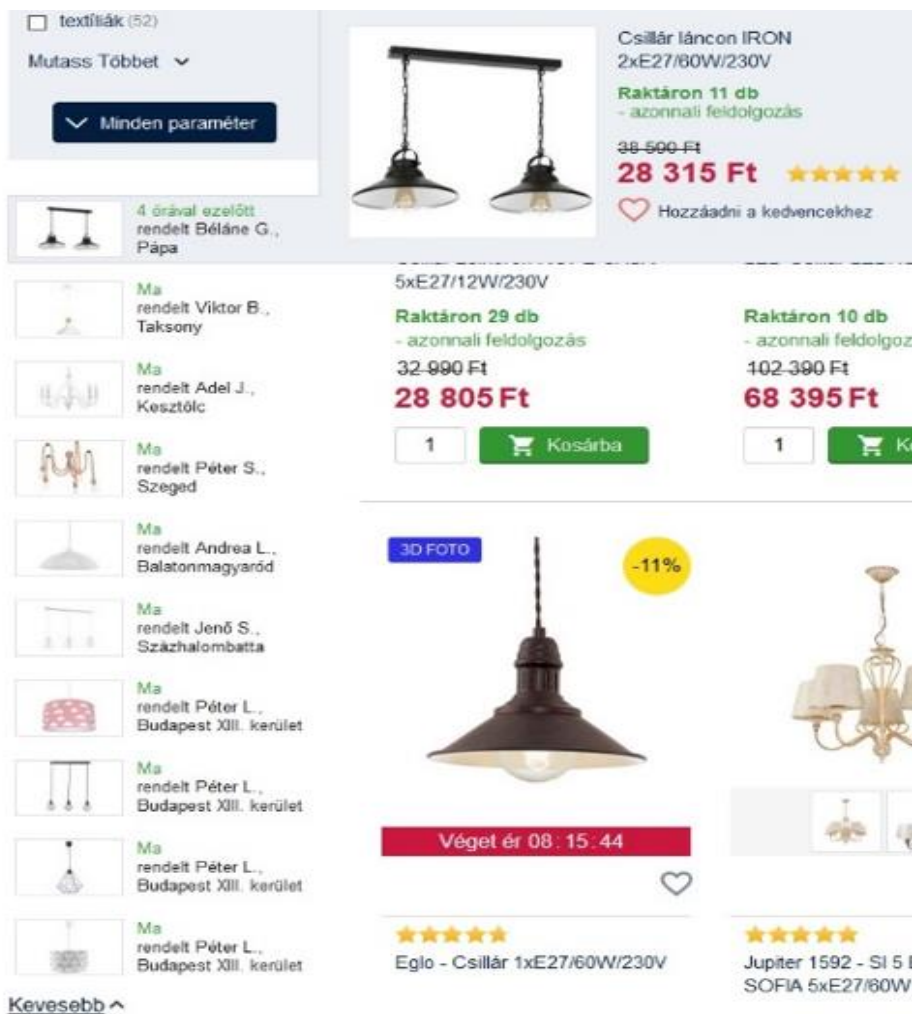 textíliák (52)
Mutass Többet
Minden paraméter
Csillár láncon IRON
2xE27/60W/230V
Raktáron 11 db
- azonnali feldolgozás
38 590 Ft
28 315 Ft
Hozzáadni a kedvencekhez
4 órával ezelőtt
rendelt Béláne G.,
Pápa
Ma
rendelt Viktor B.,
Taksony
Ma
rendelt Adel J.,
Kesztölc
Ma
rendelt Péter S.,
Szeged
Ma
rendelt Andrea L.,
Balatonmagyaród
Ma
rendelt Jenő S.,
Százhalombatta
Ma
rendelt Péter L.,
Budapest XIII. kerület
Ma
rendelt Péter L.,
Budapest XIII. kerület
Ma
rendelt Péter L.,
Budapest XIII. kerület
Ma
rendelt Péter L.,
Budapest XIII. kerület
Kevesebb
5xE27/12W/230V
Raktáron 29 db
- azonnali feldolgozás
32 990 Ft
28 805 Ft
1
Kosárba
Raktáron 10 db
- azonnali feldolgoz
102 390 Ft
68 395 Ft
1
3D FOTO
-11%
Véget ér 08:15:44
Eglo - Csillár 1xE27/60W/230V
Jupiter 1592 - SI 5
SOFIA 5xE27/60W